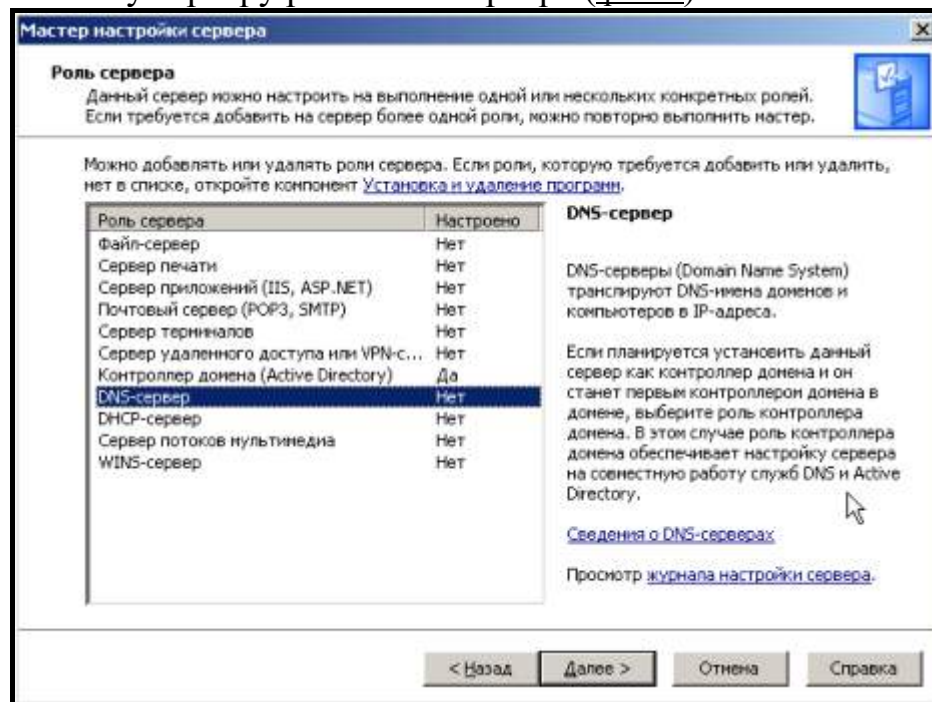 Мастер настройки сервера
Роль сервера
Данный сервер можно настроить на выполнение одной или нескольких конкретных ролей.
Если требуется добавить на сервер более одной роли, можно повторно выполнить мастер.
Можно добавлять или удалять роли сервера. Если роли, которую требуется добавить или удалить,
нет в списке, откройте компонент Установка и удаление программ.
Роль сервера Настроено
Файл-сервер Нет
Сервер печати Нет
Сервер приложений (IIS, ASP.NET) Нет
Почтовый сервер (POP3, SMTP) Нет
Сервер терминалов Нет
Сервер удаленного доступа или VPN-с... Нет
Контроллер домена (Active Directory) Да
DNS-сервер Нет
DHCP-сервер Нет
Сервер потоков мультимедиа Нет
WINS-сервер Нет
DNS-сервер
DNS-серверы (Domain Name System)
транслируют DNS-имена доменов и
компьютеров в IP-адреса.
Если планируется установить данный
сервер как контроллер домена и он
станет первым контроллером домена в
домене, выберите роль контроллера
домена. В этом случае роль контроллера
домена обеспечивает настройку сервера
на совместную работу служб DNS и Active
Directory.
Сведения о DNS-серверах
Просмотр журнала настройки сервера.
< Назад Далее > Отмена Справка